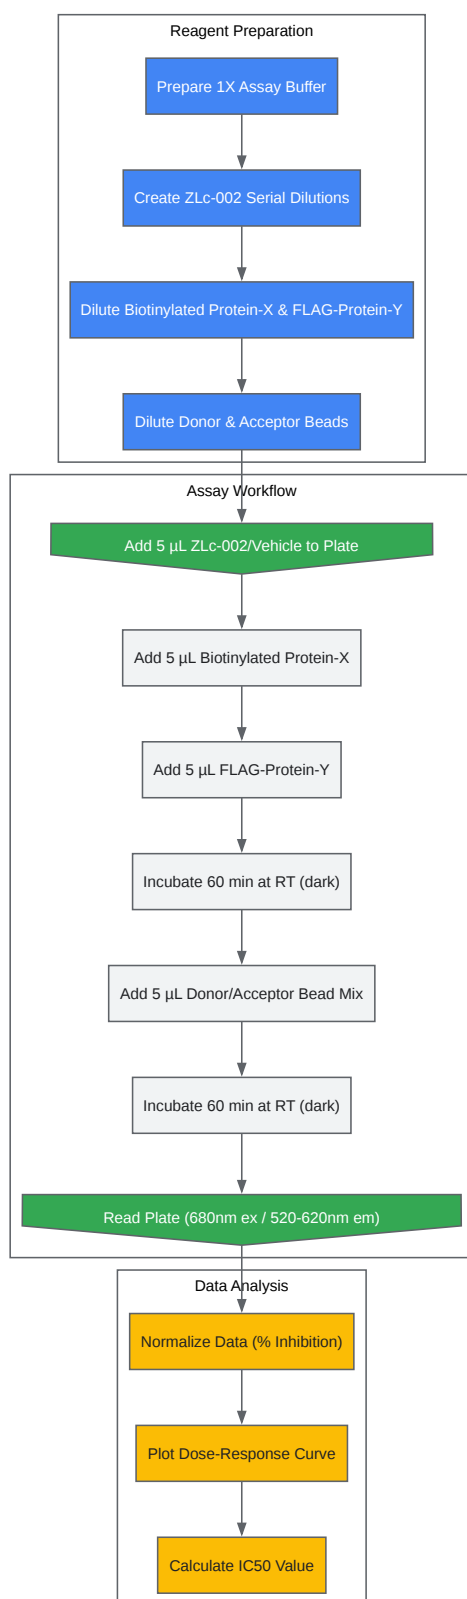 Reagent Preparation
Prepare 1X Assay Buffer
Create ZLc-002 Serial Dilutions
Dilute Biotinylated Protein-X & FLAG-Protein-Y
Dilute Donor & Acceptor Beads
Assay Workflow
Add 5 µL ZLc-002/Vehicle to Plate
Add 5 µL Biotinylated Protein-X
Add 5 µL FLAG-Protein-Y
Incubate 60 min at RT (dark)
Add 5 µL Donor/Acceptor Bead Mix
Incubate 60 min at RT (dark)
Read Plate (680nm ex / 520-620nm em)
Data Analysis
Normalize Data (% Inhibition)
Plot Dose-Response Curve
Calculate IC50 Value